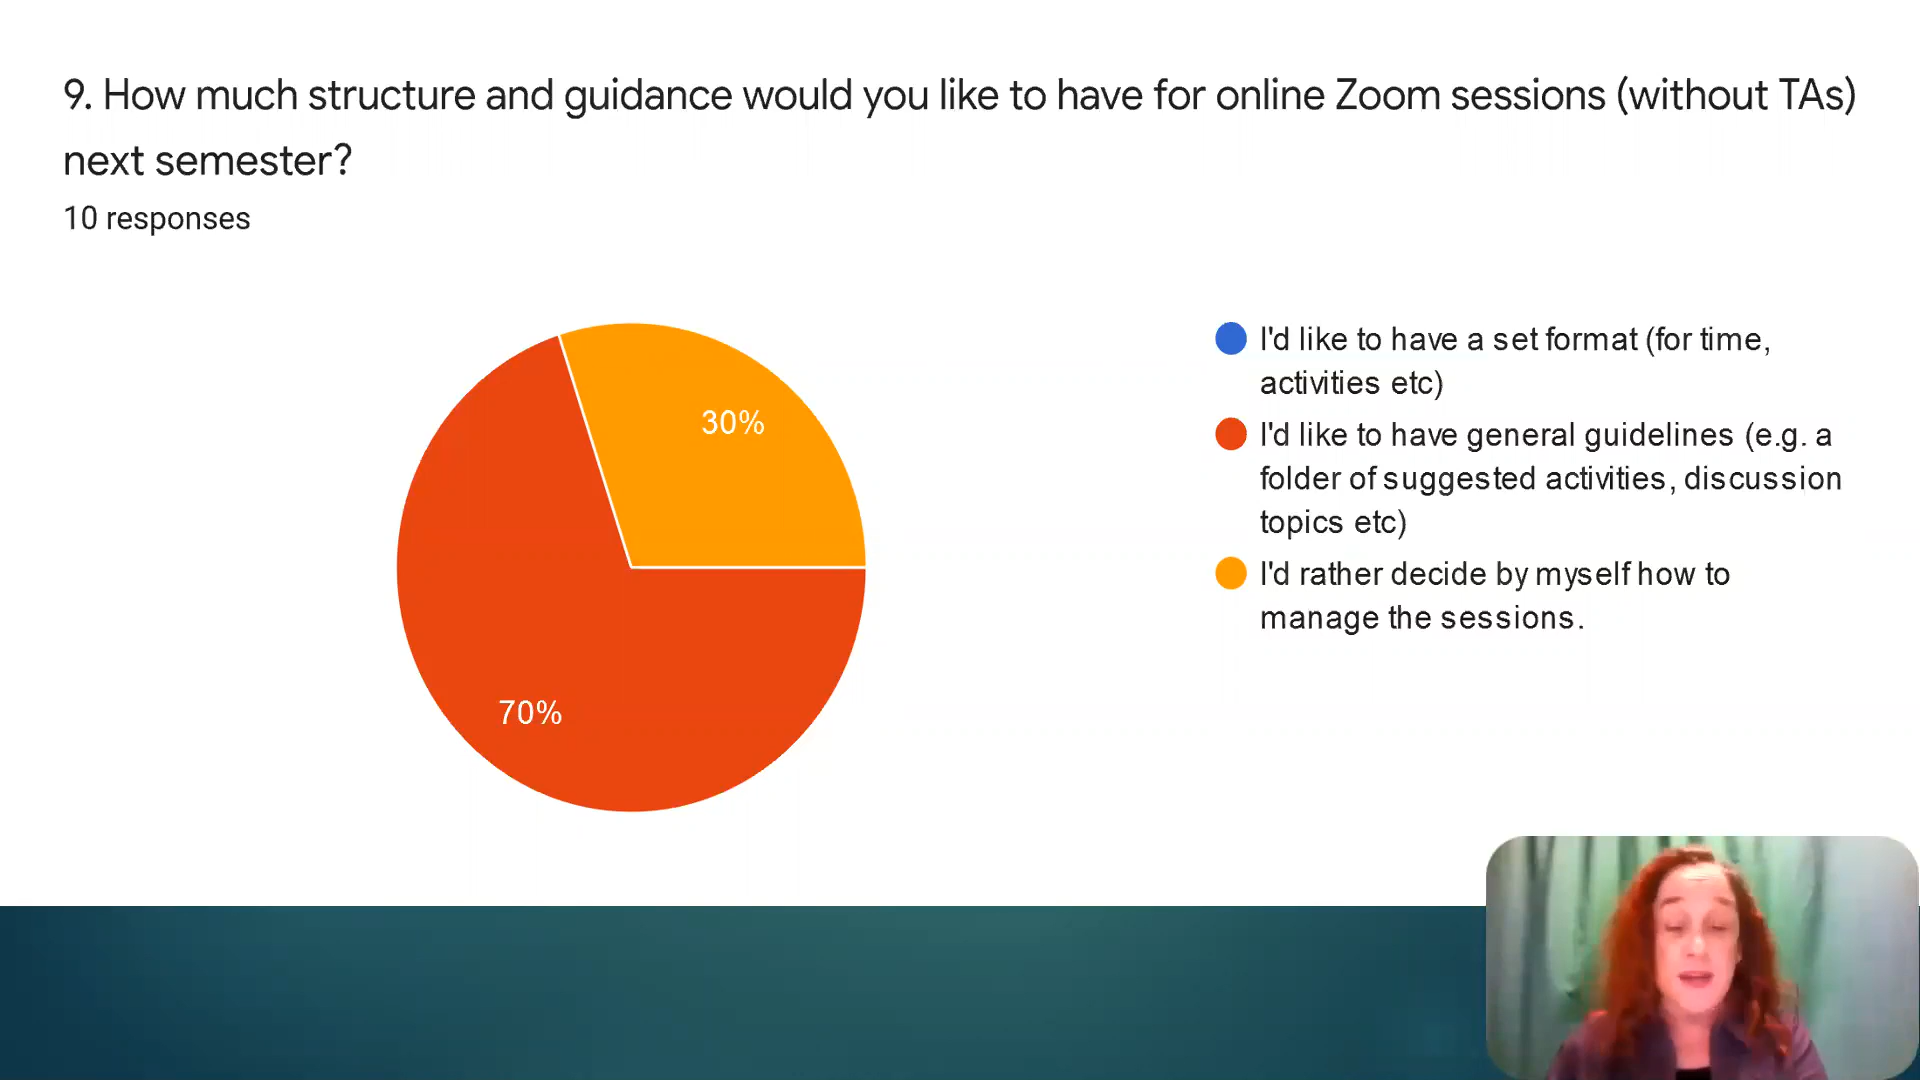 9. How much structure and guidance would you like to have for online Zoom sessions (without TAs)
next semester?
10 responses
30%
70%
I'd like to have a set format (for time,
activities etc)
I'd like to have general guidelines (e.g. a
folder of suggested activities, discussion
topics etc)
I'd rather decide by myself how to
manage the sessions.